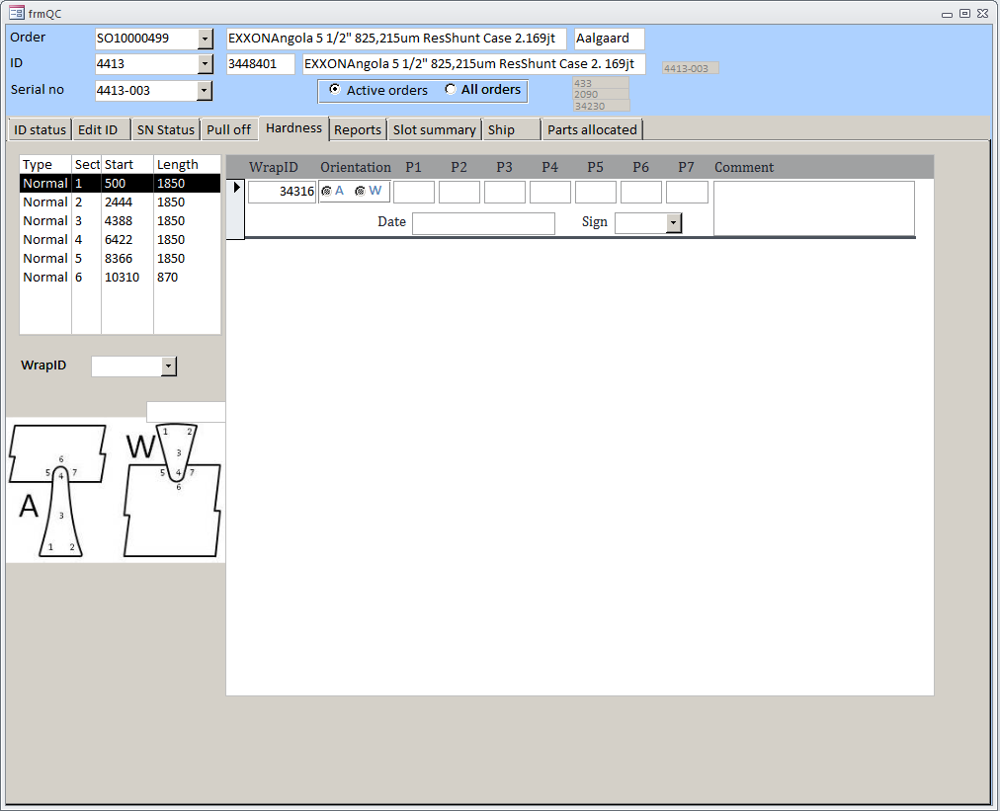 frmQC
Order SO10000499 EXXONAngola 5 1/2" 825,215um ResShunt Case 2.169jt Aalgaard
ID 4413 3448401 EXXONAngola 5 1/2" 825,215um ResShunt Case 2. 169jt 4413-003
Serial no 4413-003 Active orders All orders 433
2090
34230
ID status Edit ID SN Status Pull off Hardness Reports Slot summary Ship Parts allocated
Type Sect Start Length
Normal 1 500 1850
Normal 2 2444 1850
Normal 3 4388 1850
Normal 4 6422 1850
Normal 5 8366 1850
Normal 6 10310 870
WrapID Orientation P1 P2 P3 P4 P5 P6 P7 Comment
34316 A W
Date Sign
WrapID
A 6 5 4 7 3 1 2
W 1 2 3 5 4 7 6